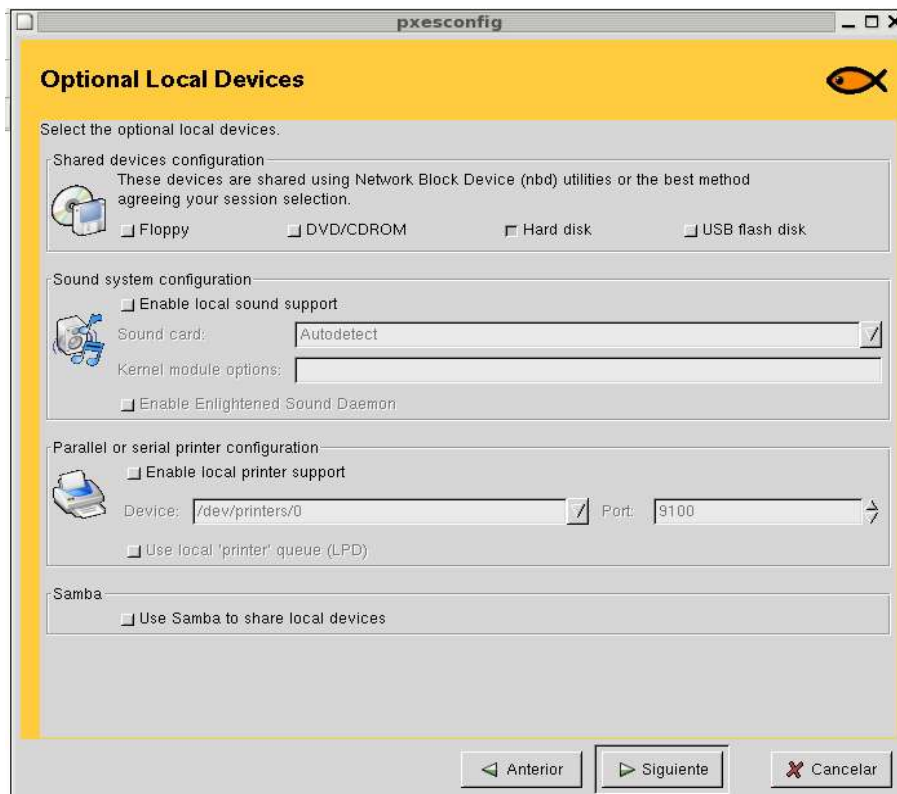 pxesconfig
Optional Local Devices
Select the optional local devices.
Shared devices configuration
These devices are shared using Network Block Device (nbd) utilities or the best method
agreeing your session selection.
Floppy DVD/CDROM Hard disk USB flash disk
Sound system configuration
Enable local sound support
Sound card: Autodetect
Kernel module options:
Enable Enlightened Sound Daemon
Parallel or serial printer configuration
Enable local printer support
Device: /dev/printers/0 Port: 9100
Use local 'printer' queue (LPD)
Samba
Use Samba to share local devices
Anterior Siguiente Cancelar